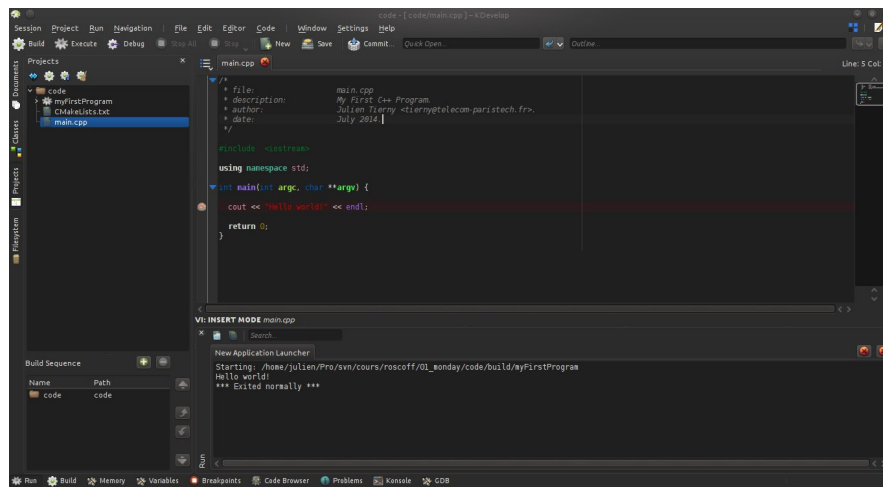 code - [ code/main.cpp ] — KDevelop
Session Project Run Navigation File Edit Editor Code Window Settings Help
Build Execute Debug Stop All Stop New Save Commit... Quick Open... Outline...
Projects
main.cpp
Line: 5 Col:
Documents
Classes
Projects
Filesystem
code
myFirstProgram
CMakeLists.txt
main.cpp
/*
* file: main.cpp
* description: My First C++ Program.
* author: Julien Tierny <tierny@telecom-paristech.fr>.
* date: July 2014.
*/
#include <iostream>
using namespace std;
int main(int argc, char **argv) {
cout << "Hello world!" << endl;
return 0;
}
VI: INSERT MODE main.cpp
Search...
New Application Launcher
Starting: /home/julien/Pro/svn/cours/roscoff/01_monday/code/build/myFirstProgram
Hello world!
*** Exited normally ***
Build Sequence
Name Path
code code
Run
Run Build Memory Variables Breakpoints Code Browser Problems Konsole GDB